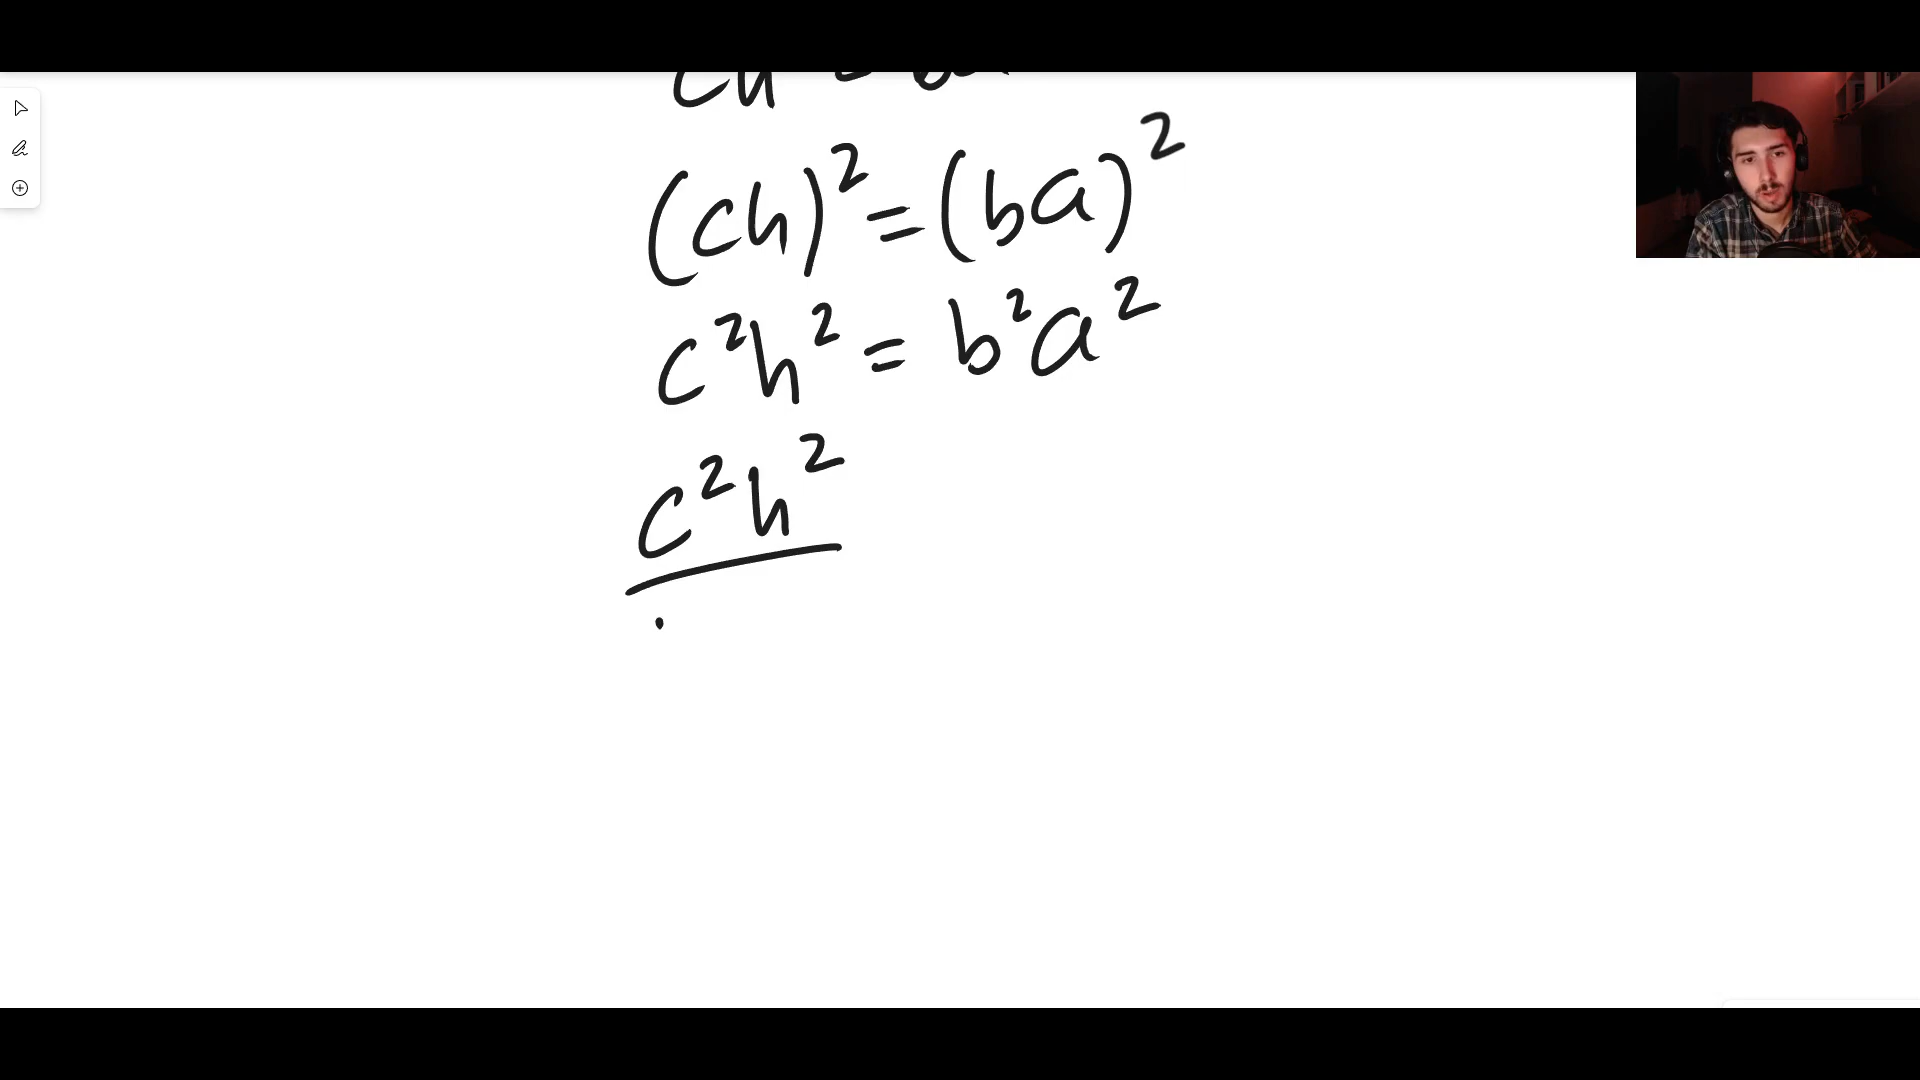 (ch)² = (ba)²
c²h² = b²a²
c²h²